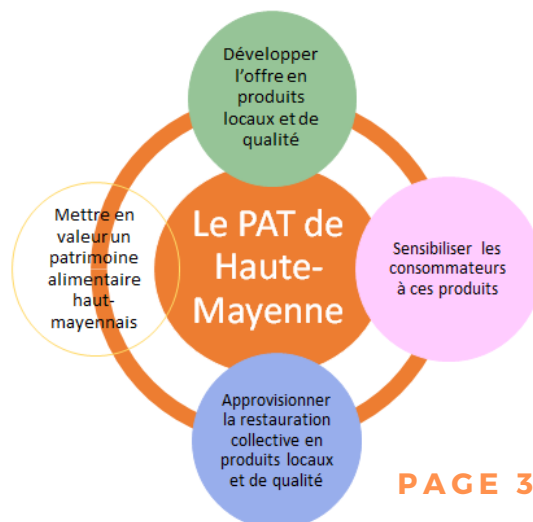 Développer
l'offre en
produits
locaux et de
qualité
Mettre en
valeur un
patrimoine
alimentaire
haut-
mayennais
Le PAT de
Haute-
Mayenne
Sensibiliser les
consommateurs
à ces produits
Approvisionner
la restauration
collective en
produits locaux
et de qualité
PAGE 3